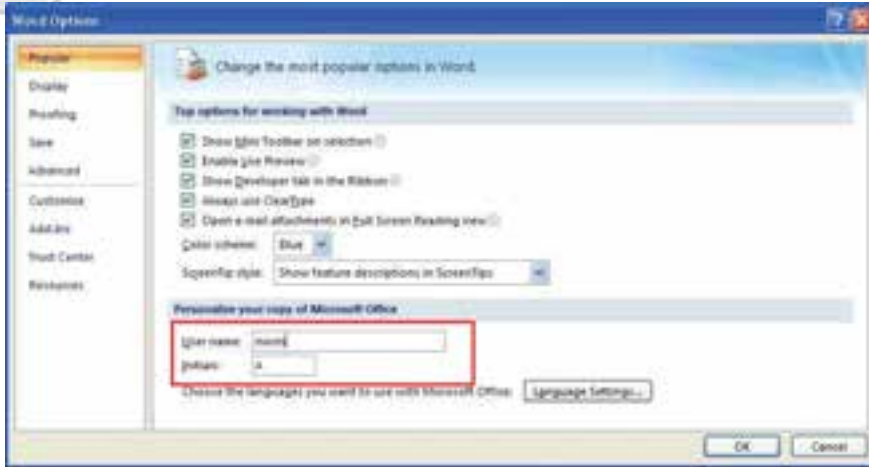 Word Options
Popular
Display
Proofing
Save
Advanced
Customize
Add-Ins
Trust Center
Resources
Change the most popular options in Word.
Top options for working with Word
Show Mini Toolbar on selection
Enable Live Preview
Show Developer tab in the Ribbon
Always use ClearType
Open e-mail attachments in Full Screen Reading view
Color scheme: Blue
ScreenTip style: Show feature descriptions in ScreenTips
Personalize your copy of Microsoft Office
User name:
Initials:
Choose the languages you want to use with Microsoft Office: Language Settings...
OK Cancel